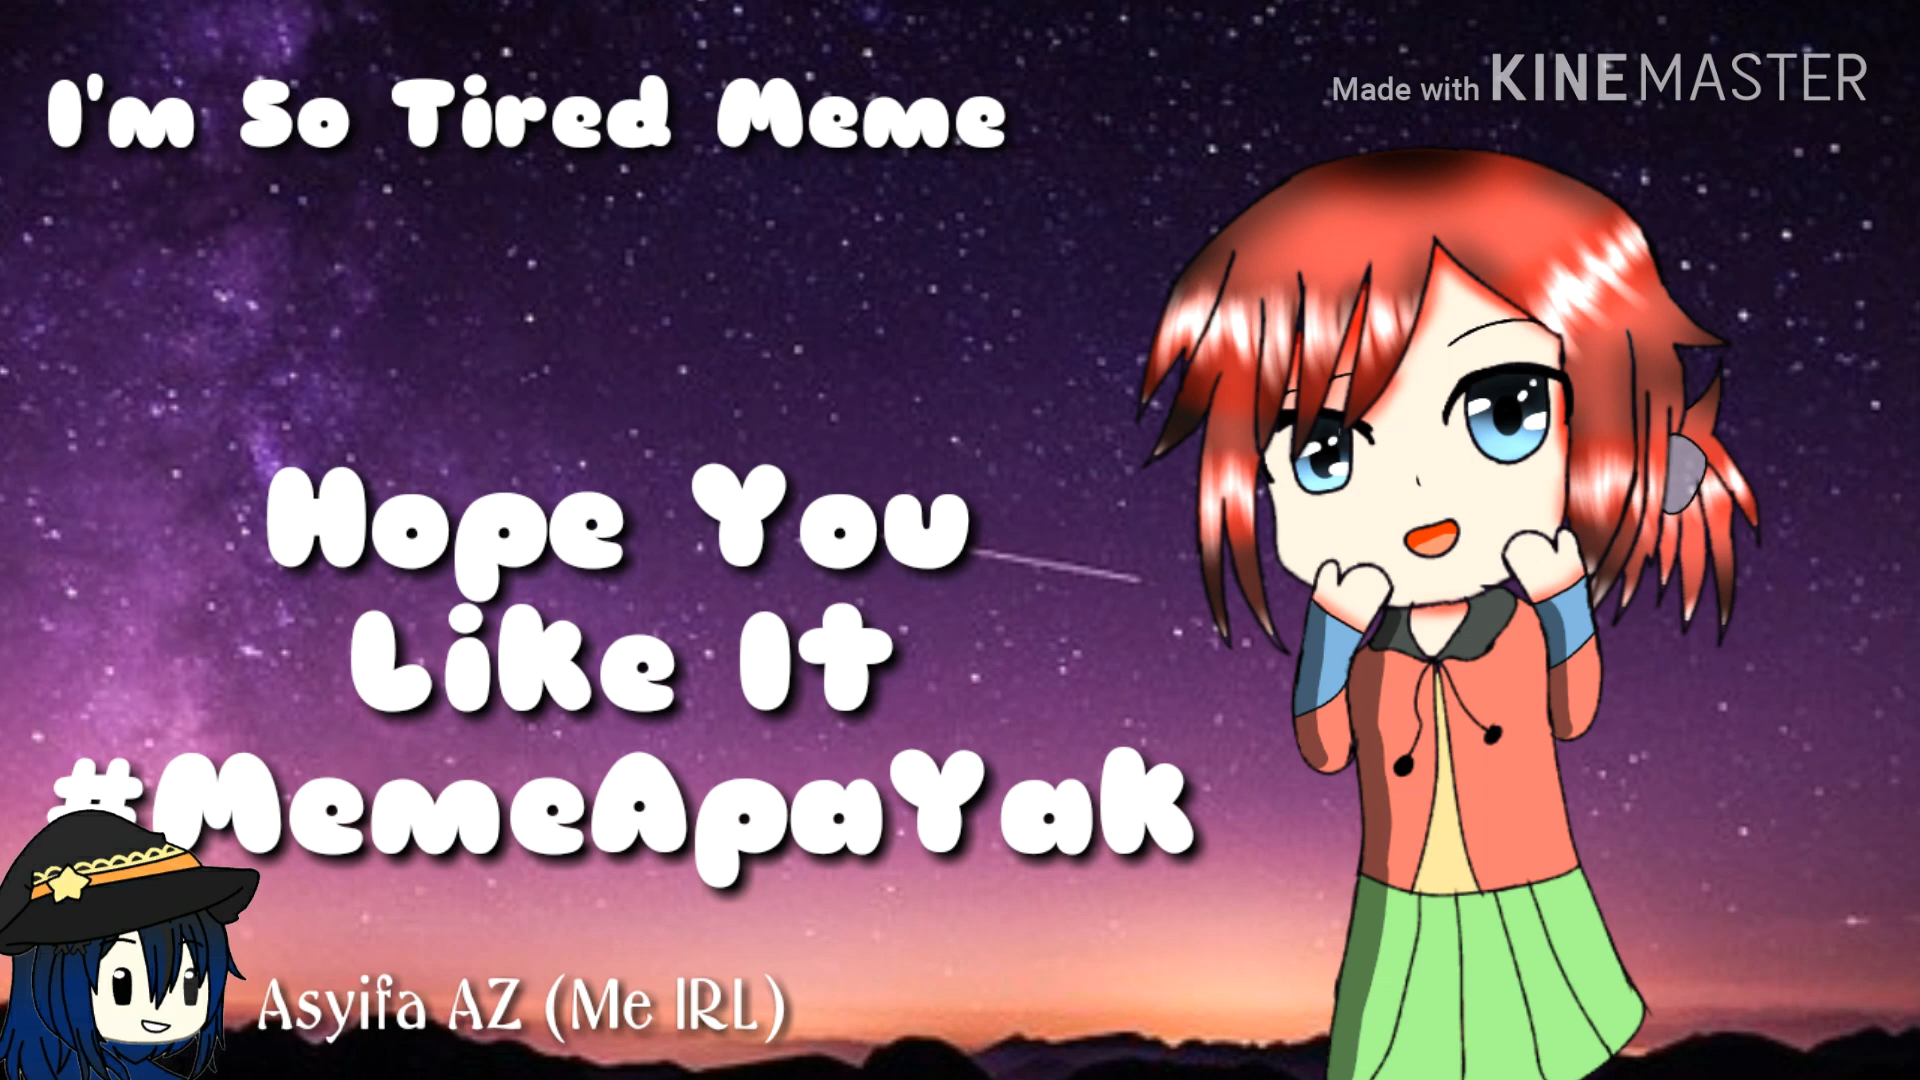 I'm So Tired Meme
Made with KINEMASTER
Hope You
Like It
#MemeApaYak
Asyifa AZ (Me IRL)